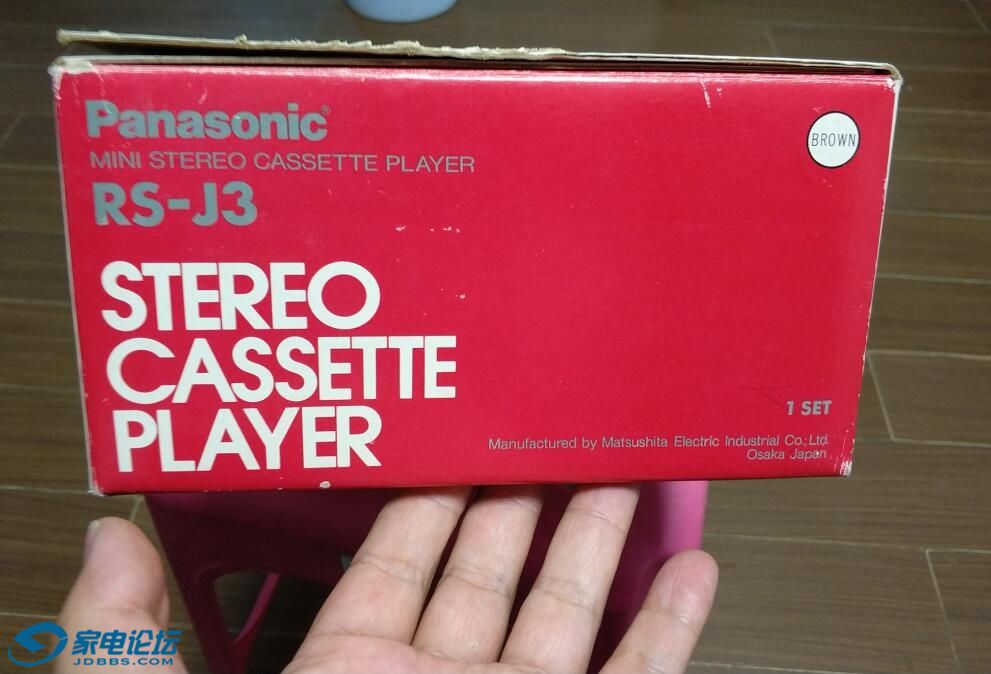 Panasonic®
MINI STEREO CASSETTE PLAYER
RS-J3
BROWN
STEREO
CASSETTE
PLAYER
1 SET
Manufactured by Matsushita Electric Industrial Co.,Ltd.
Osaka Japan
家电论坛
JDBBS.COM